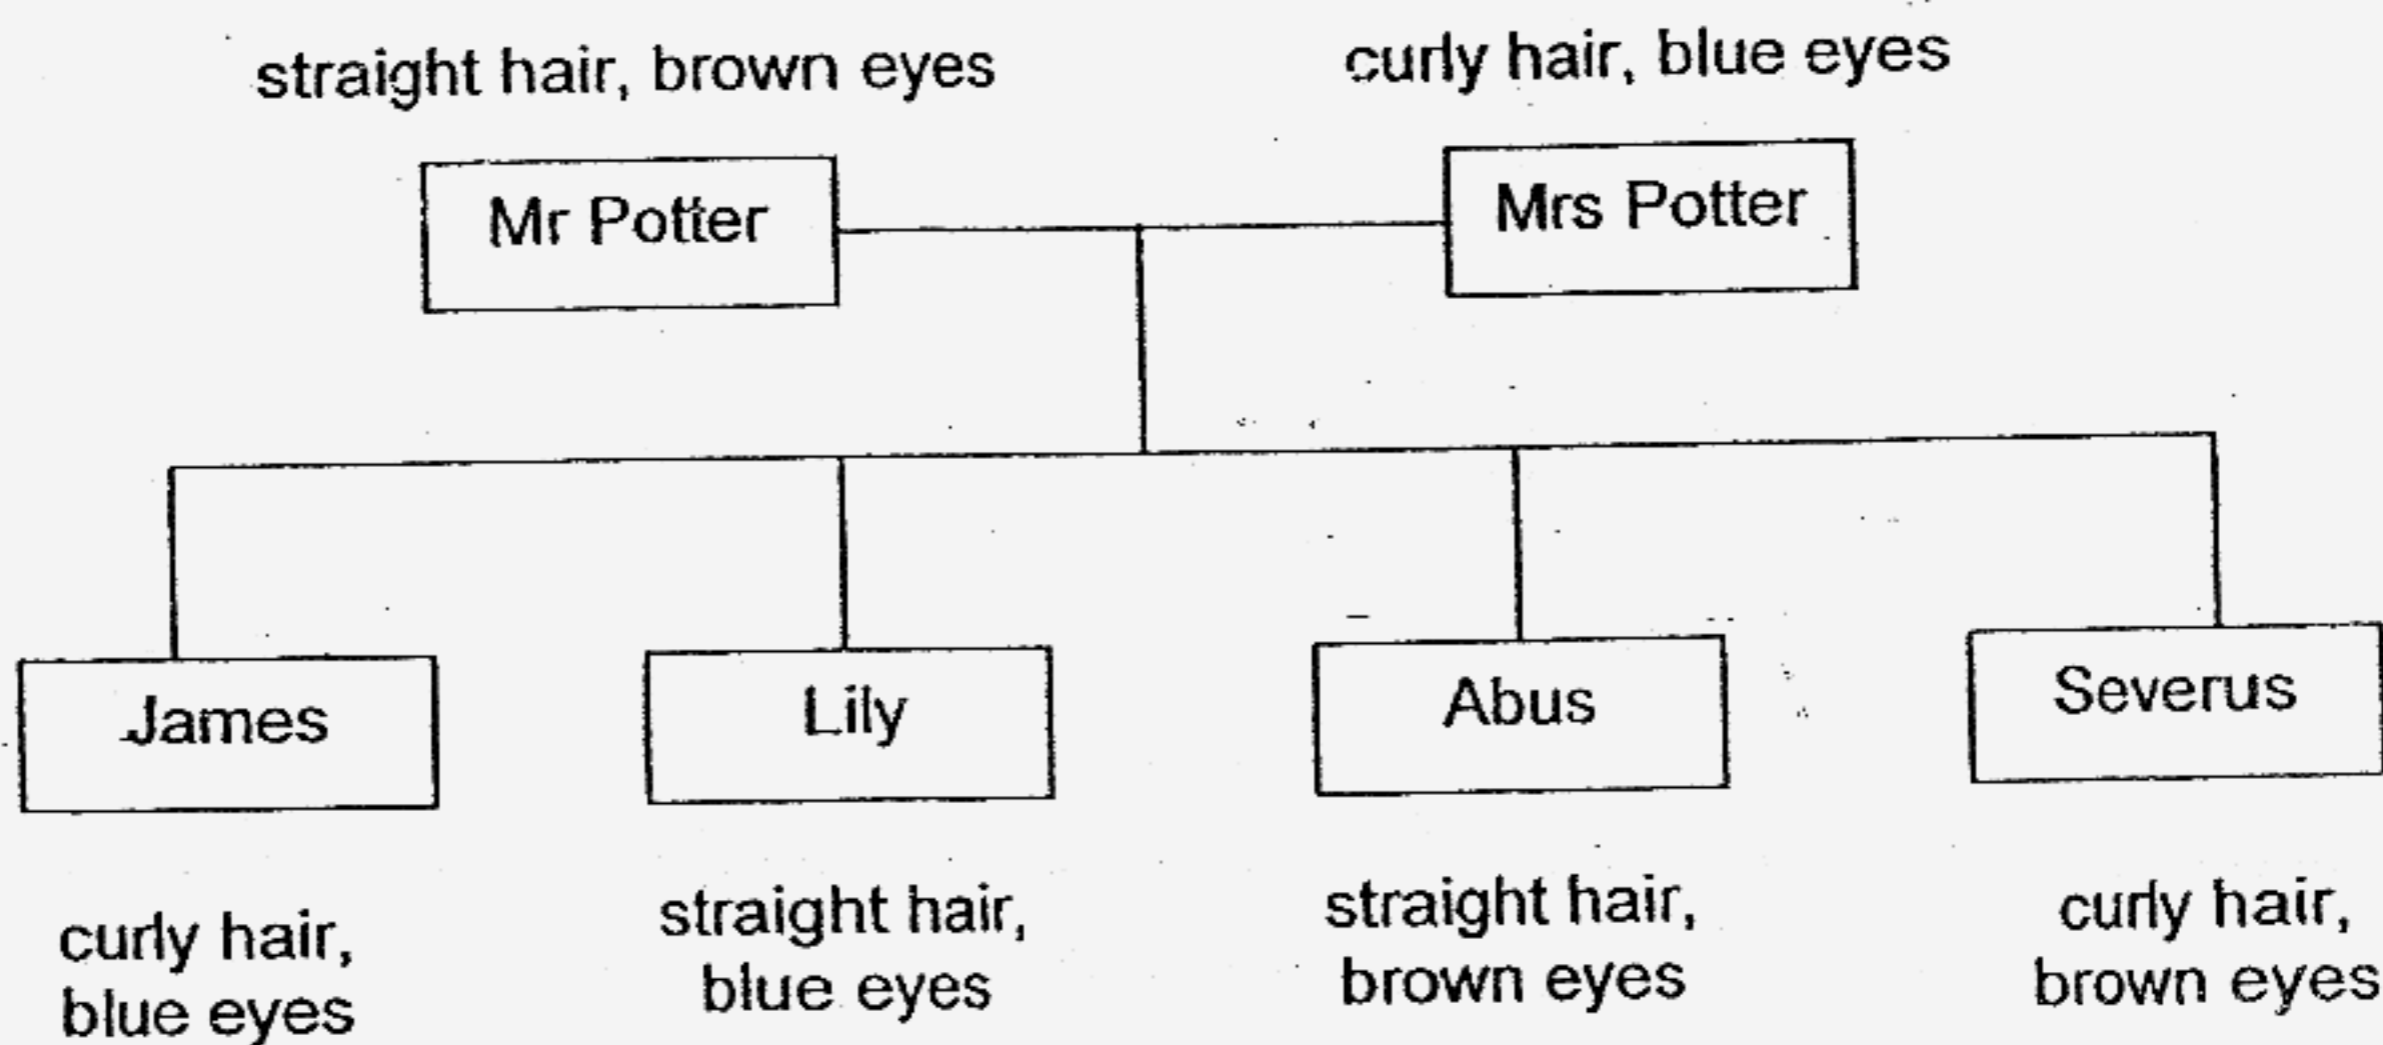 straight hair, brown eyes
curly hair, blue eyes
Mr Potter
Mrs Potter
James
Lily
Abus
Severus
curly hair,
blue eyes
straight hair,
blue eyes
straight hair,
brown eyes
curly hair,
brown eyes